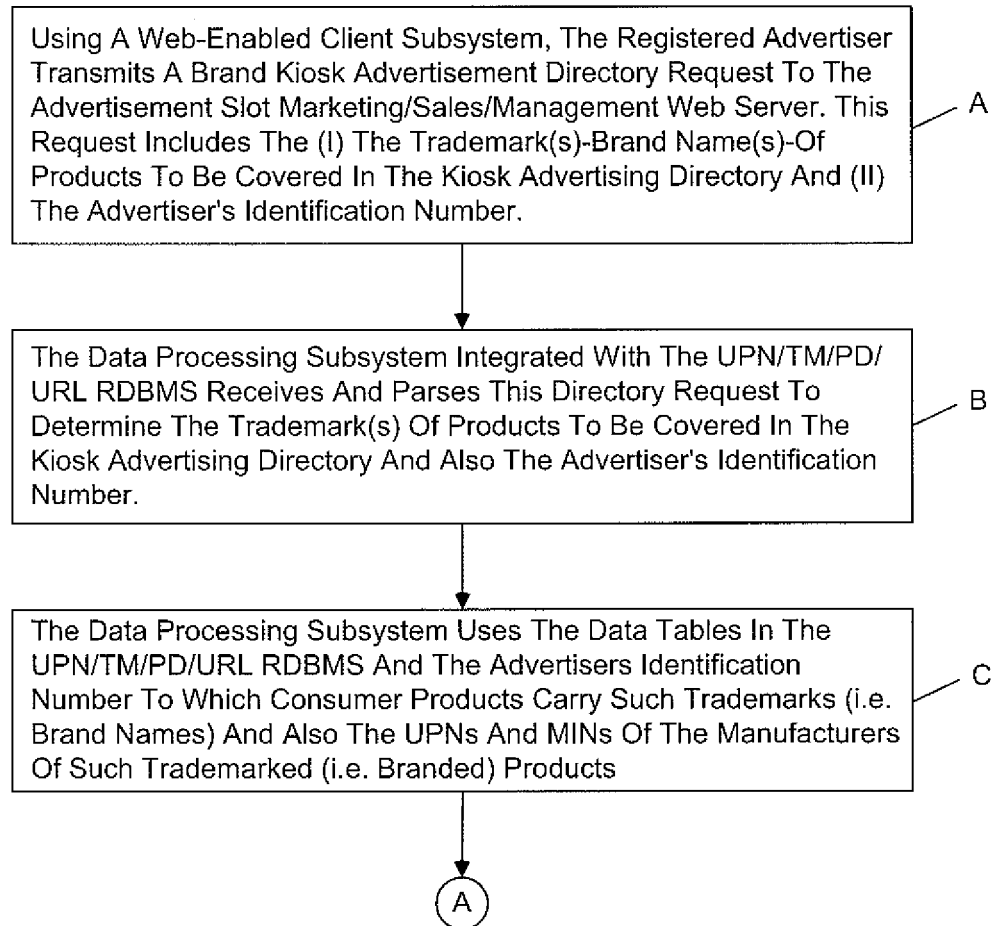 Using A Web-Enabled Client Subsystem, The Registered Advertiser
Transmits A Brand Kiosk Advertisement Directory Request To The
Advertisement Slot Marketing/Sales/Management Web Server. This
Request Includes The (I) The Trademark(s)-Brand Name(s)-Of
Products To Be Covered In The Kiosk Advertising Directory And (II)
The Advertiser's Identification Number.
A
The Data Processing Subsystem Integrated With The UPN/TM/PD/
URL RDBMS Receives And Parses This Directory Request To
Determine The Trademark(s) Of Products To Be Covered In The
Kiosk Advertising Directory And Also The Advertiser's Identification
Number.
B
The Data Processing Subsystem Uses The Data Tables In The
UPN/TM/PD/URL RDBMS And The Advertisers Identification
Number To Which Consumer Products Carry Such Trademarks (i.e.
Brand Names) And Also The UPNs And MINs Of The Manufacturers
Of Such Trademarked (i.e. Branded) Products
C
A